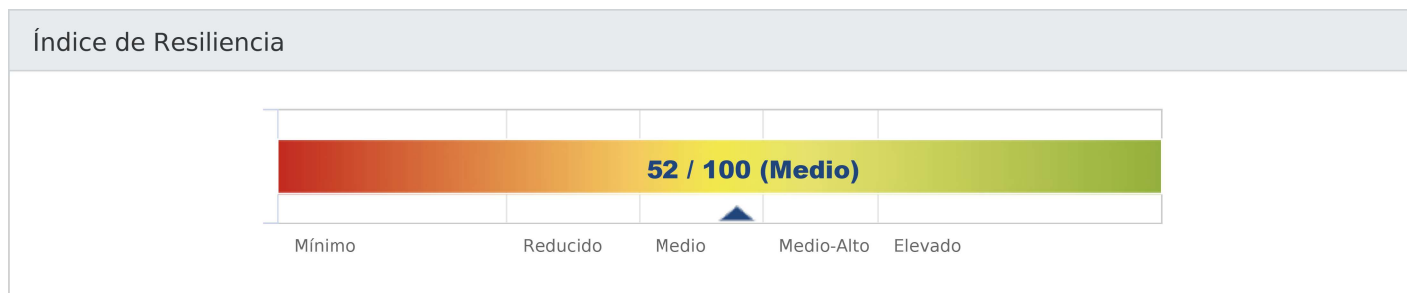 Índice de Resiliencia
52 / 100 (Medio)
Mínimo Reducido Medio Medio-Alto Elevado